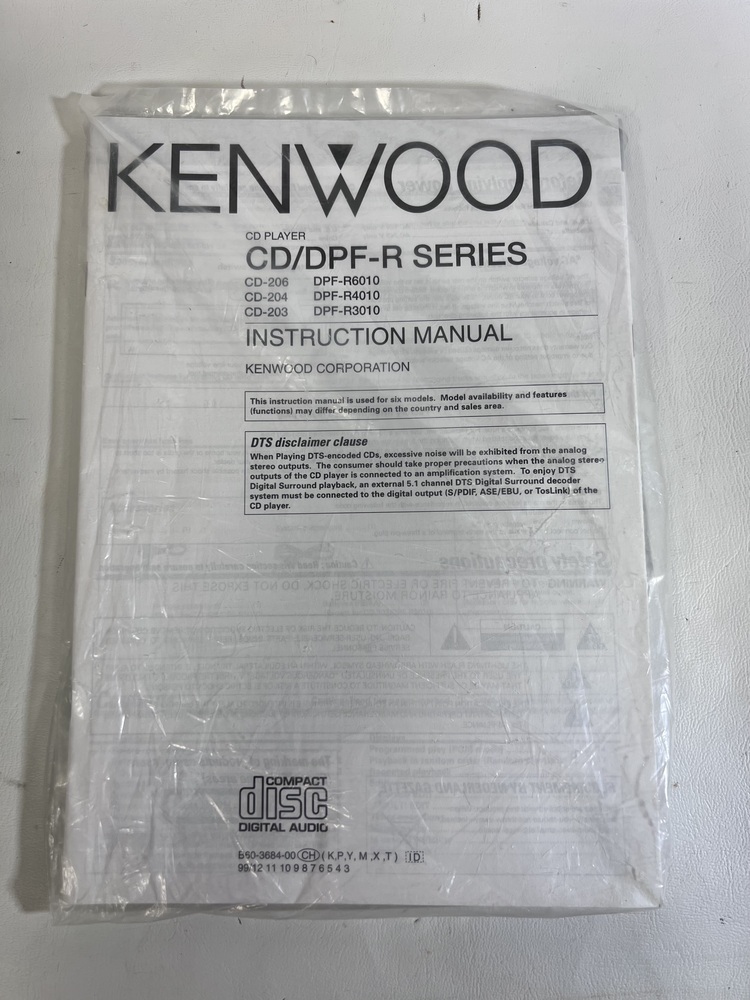 KENWOOD
CD PLAYER
CD/DPF-R SERIES
CD-206 DPF-R6010
CD-204 DPF-R4010
CD-203 DPF-R3010
INSTRUCTION MANUAL
KENWOOD CORPORATION
This instruction manual is used for six models. Model availability and features
(functions) may differ depending on the country and sales area.
DTS disclaimer clause
When Playing DTS-encoded CDs, excessive noise will be exhibited from the analog
stereo outputs. The consumer should take proper precautions when the analog stereo
outputs of the CD player is connected to an amplification system. To enjoy DTS
Digital Surround playback, an external 5.1 channel DTS Digital Surround decoder
system must be connected to the digital output (S/PDIF, ASE/EBU, or TosLink) of the
CD player.
COMPACT
disc
DIGITAL AUDIO
B60-3684-00 CH (K,P,Y, M ,X ,T) ID
99/12 11 10 9 8 7 6 5 4 3